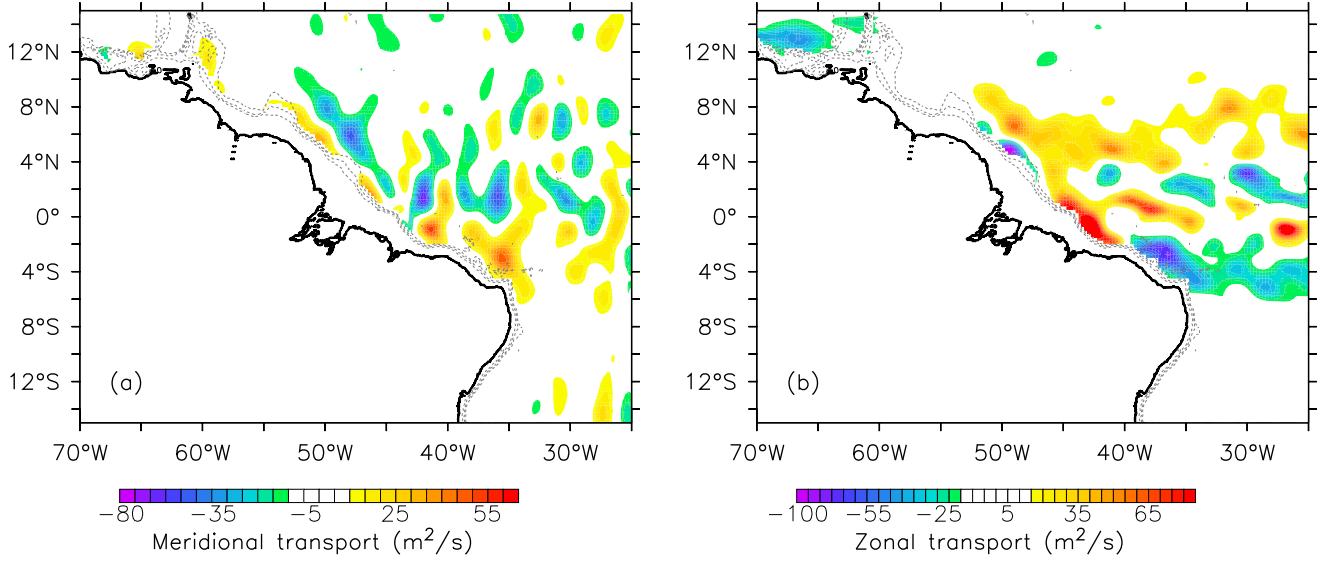 12°N
8°N
4°N
0°
4°S
8°S
12°S
(a)
70°W 60°W 50°W 40°W 30°W
−80 −35 −5 25 55
Meridional transport (m²/s)
12°N
8°N
4°N
0°
4°S
8°S
12°S
(b)
70°W 60°W 50°W 40°W 30°W
−100 −55 −25 5 35 65
Zonal transport (m²/s)